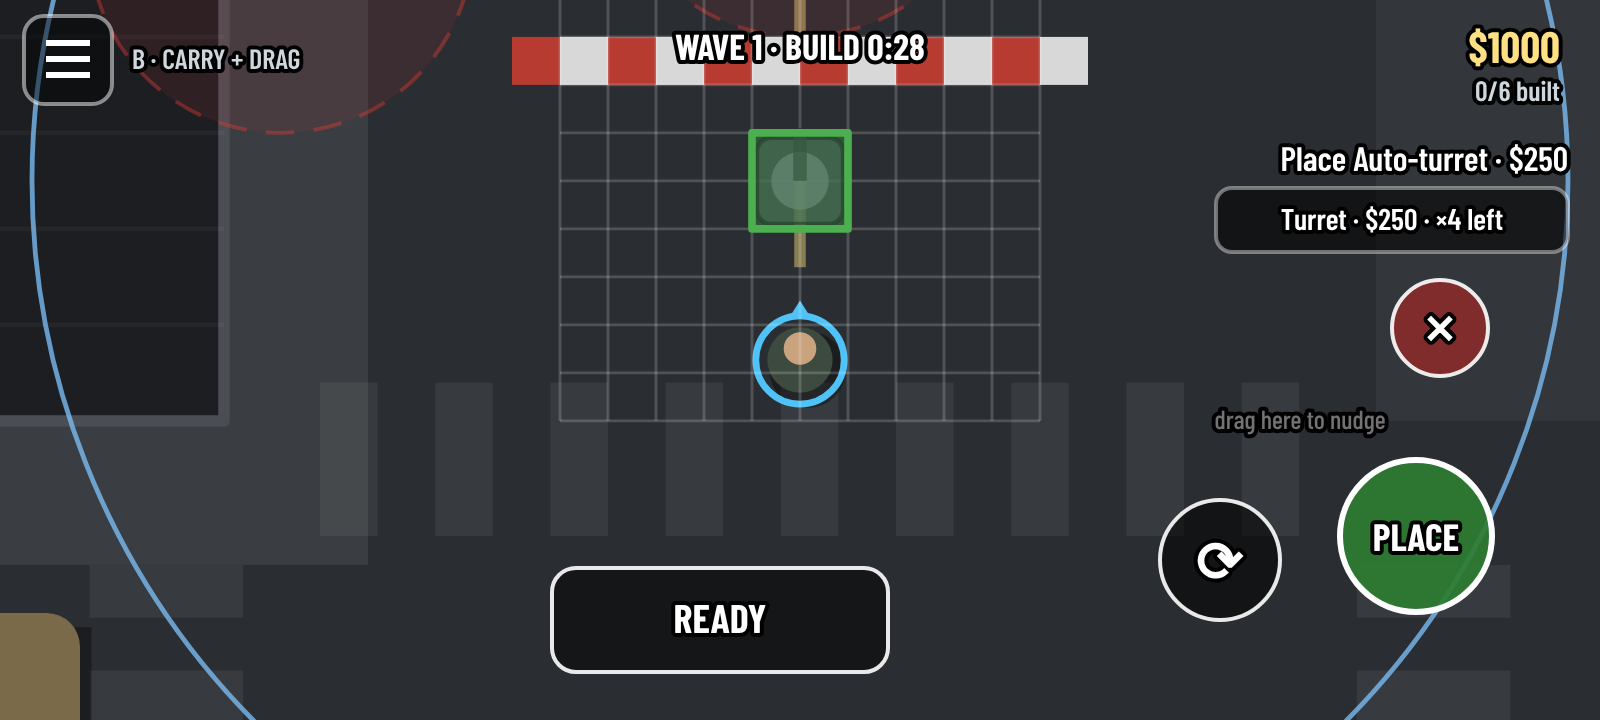 B · CARRY + DRAG
WAVE 1 · BUILD 0:28
$1000
0/6 built
Place Auto-turret · $250
Turret · $250 · ×4 left
×
drag here to nudge
PLACE
READY